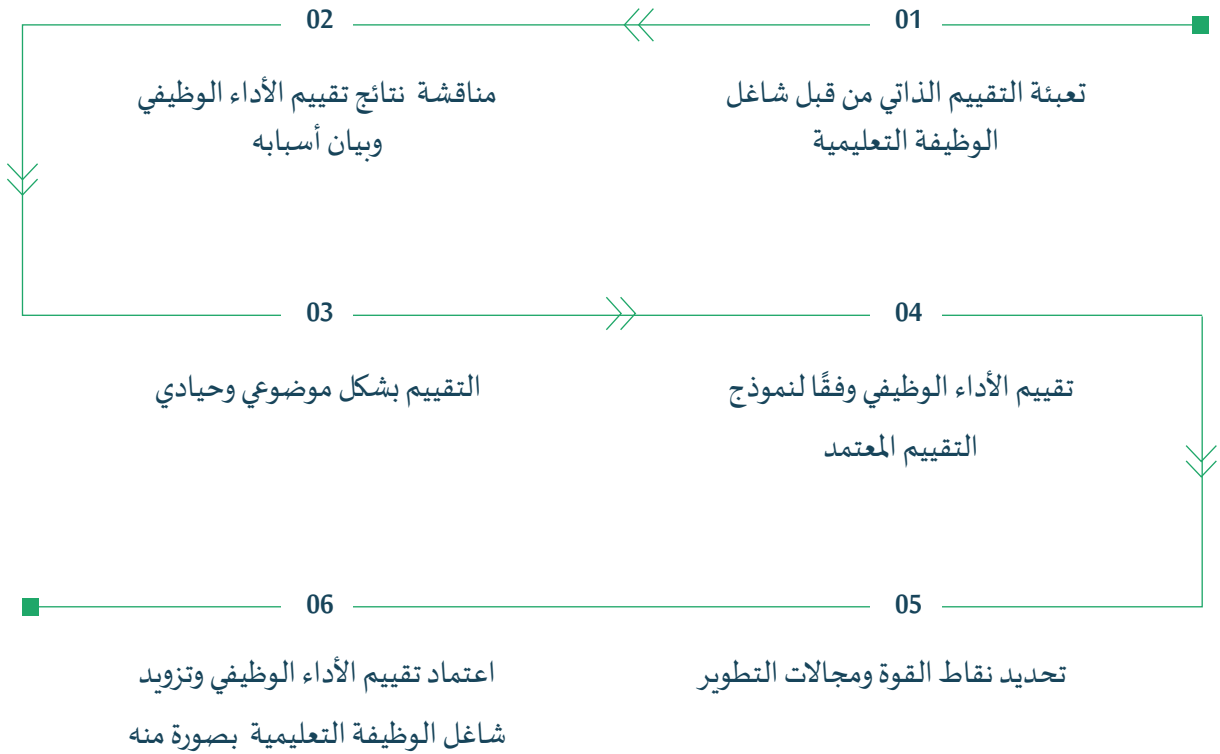 01
تعبئة التقييم الذاتي من قبل شاغل
الوظيفة التعليمية
02
مناقشة نتائج تقييم الأداء الوظيفي
وبيان أسبابه
03
التقييم بشكل موضوعي وحيادي
04
تقييم الأداء الوظيفي وفقًا لنموذج
التقييم المعتمد
05
تحديد نقاط القوة ومجالات التطوير
06
اعتماد تقييم الأداء الوظيفي وتزويد
شاغل الوظيفة التعليمية بصورة منه